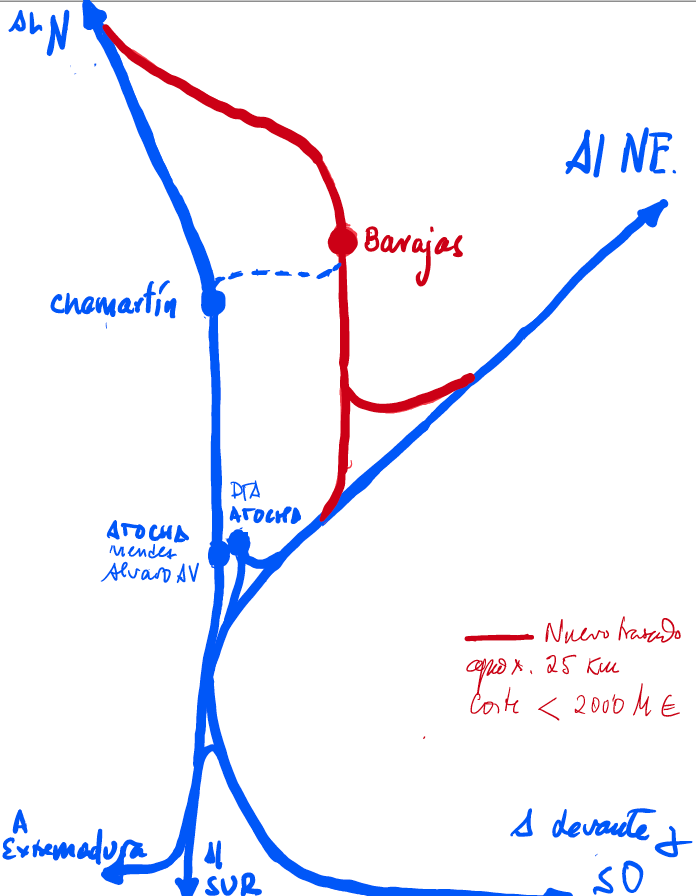 AL N
Al NE.
Barajas
Chamartín
PTA
ATOCHA
ATOCHA
Mendez
Alvaro AV
Nuevo trazado
aprox. 25 Km
Coste < 2000 M €
A
Extremadura
Al
SUR
A Levante y
SO